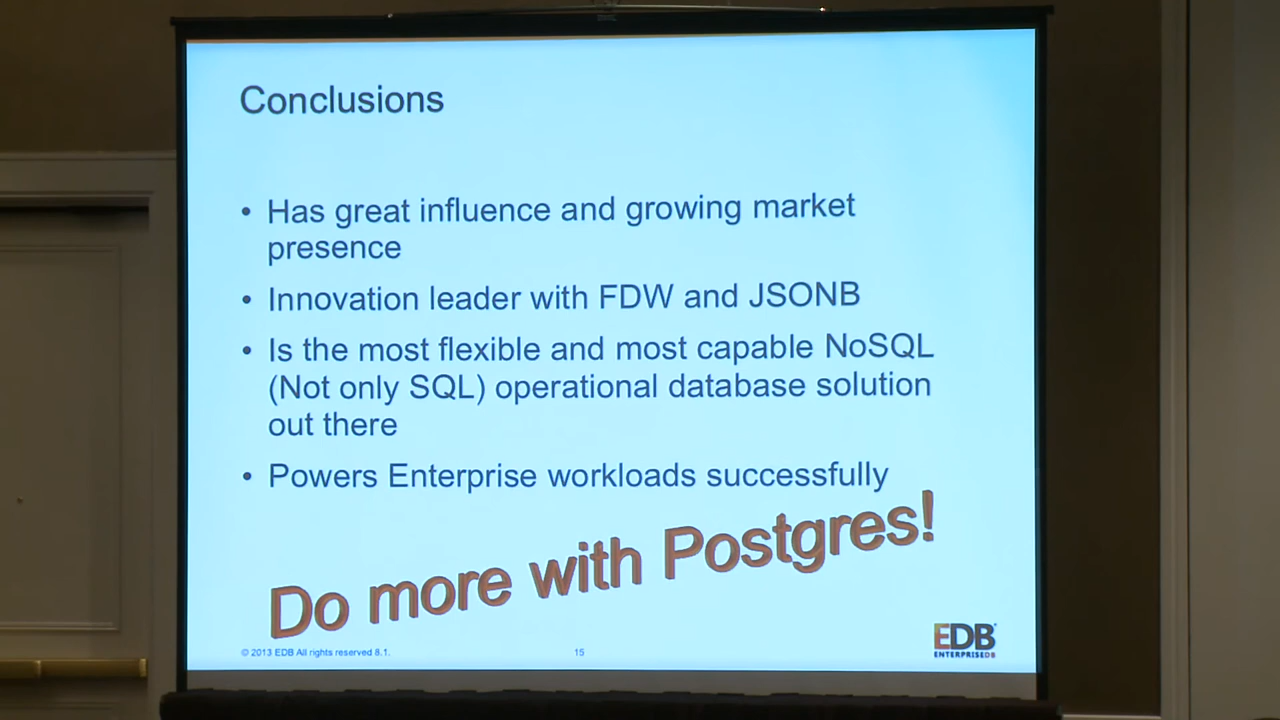 Conclusions
• Has great influence and growing market
presence
• Innovation leader with FDW and JSONB
• Is the most flexible and most capable NoSQL
(Not only SQL) operational database solution
out there
• Powers Enterprise workloads successfully
Do more with Postgres!
EDB
ENTERPRISEDB
© 2013 EDB All rights reserved 8.1.
15